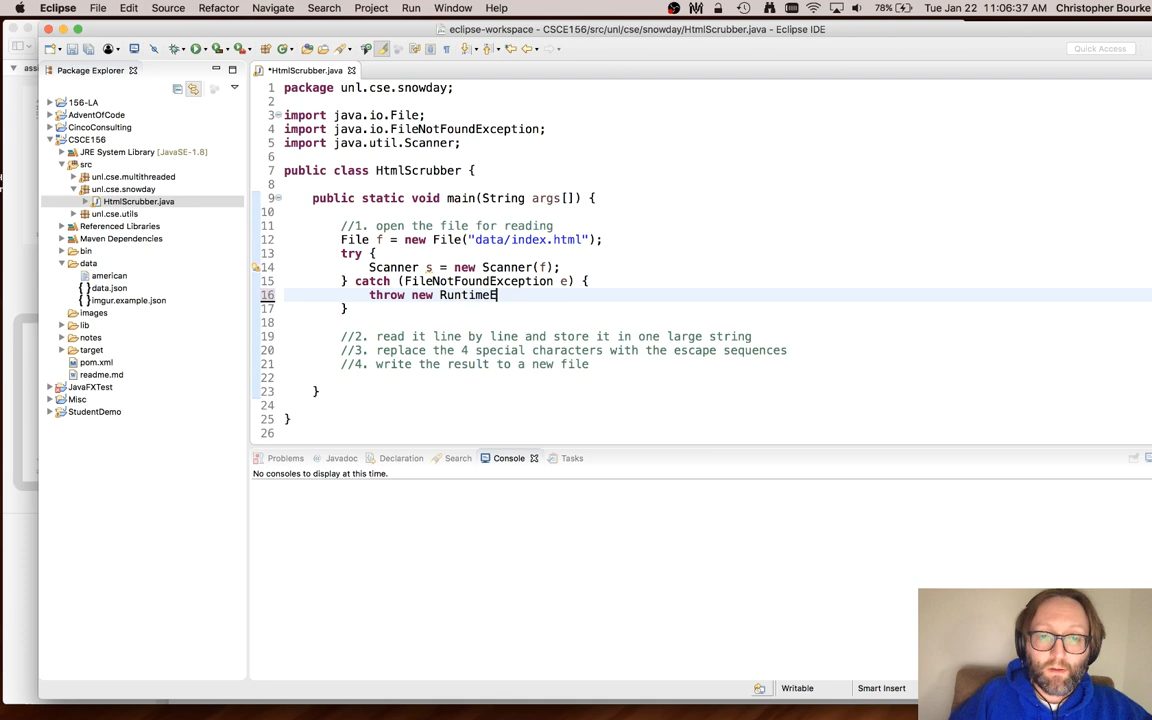 Eclipse File Edit Source Refactor Navigate Search Project Run Window Help 78% Tue Jan 22 11:06:37 AM Christopher Bourke
eclipse-workspace - CSCE156/src/unl/cse/snowday/HtmlScrubber.java - Eclipse IDE
Quick Access
Package Explorer
156-LA
AdventOfCode
CincoConsulting
CSCE156
JRE System Library [JavaSE-1.8]
src
unl.cse.multithreaded
unl.cse.snowday
HtmlScrubber.java
unl.cse.utils
Referenced Libraries
Maven Dependencies
bin
data
american
data.json
imgur.example.json
images
lib
notes
target
pom.xml
readme.md
JavaFXTest
Misc
StudentDemo
*HtmlScrubber.java
1 package unl.cse.snowday;
2
3 import java.io.File;
4 import java.io.FileNotFoundException;
5 import java.util.Scanner;
6
7 public class HtmlScrubber {
8
9 public static void main(String args[]) {
10
11 //1. open the file for reading
12 File f = new File("data/index.html");
13 try {
14 Scanner s = new Scanner(f);
15 } catch (FileNotFoundException e) {
16 throw new RuntimeE
17 }
18
19 //2. read it line by line and store it in one large string
20 //3. replace the 4 special characters with the escape sequences
21 //4. write the result to a new file
22
23 }
24
25 }
26
Problems Javadoc Declaration Search Console Tasks
No consoles to display at this time.
Writable Smart Insert